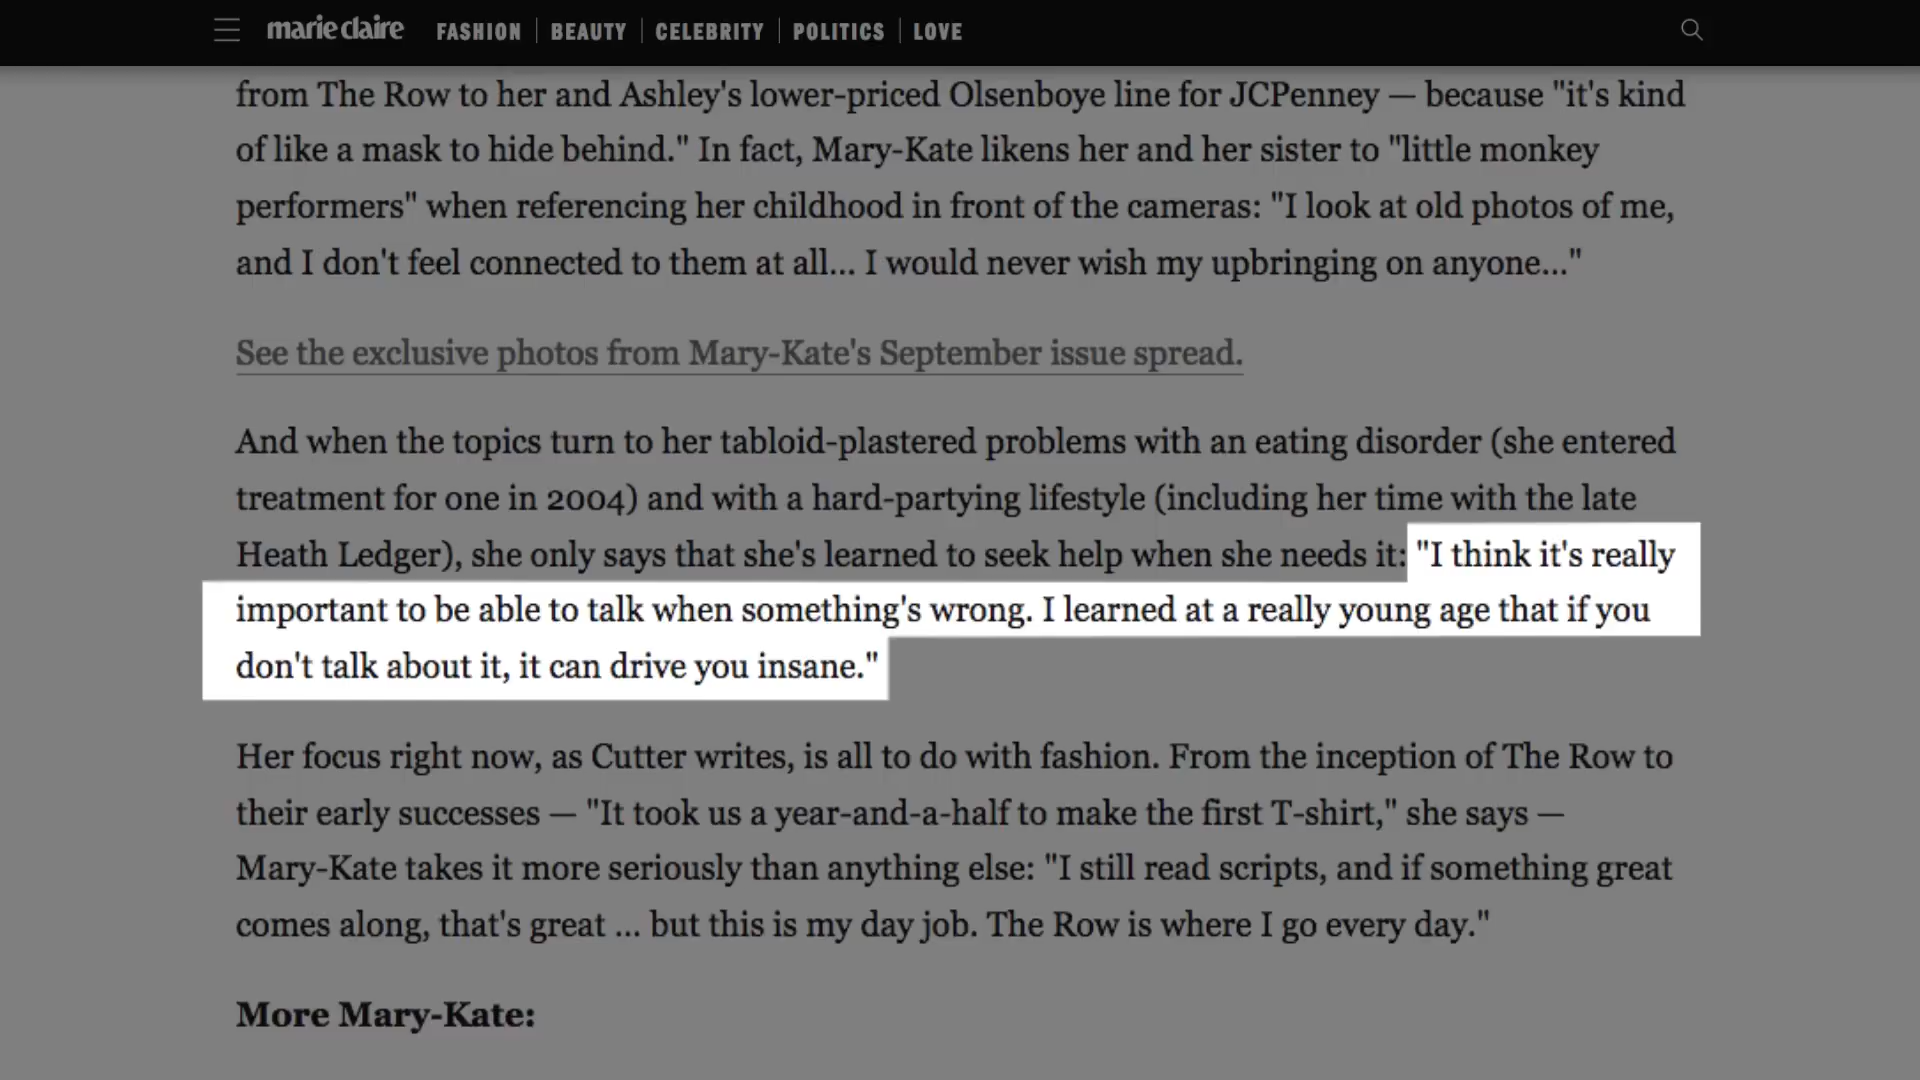 marie claire FASHION BEAUTY CELEBRITY POLITICS LOVE
from The Row to her and Ashley's lower-priced Olsenboye line for JCPenney — because "it's kind
of like a mask to hide behind." In fact, Mary-Kate likens her and her sister to "little monkey
performers" when referencing her childhood in front of the cameras: "I look at old photos of me,
and I don't feel connected to them at all... I would never wish my upbringing on anyone..."
See the exclusive photos from Mary-Kate's September issue spread.
And when the topics turn to her tabloid-plastered problems with an eating disorder (she entered
treatment for one in 2004) and with a hard-partying lifestyle (including her time with the late
Heath Ledger), she only says that she's learned to seek help when she needs it: "I think it's really
important to be able to talk when something's wrong. I learned at a really young age that if you
don't talk about it, it can drive you insane."
Her focus right now, as Cutter writes, is all to do with fashion. From the inception of The Row to
their early successes — "It took us a year-and-a-half to make the first T-shirt," she says —
Mary-Kate takes it more seriously than anything else: "I still read scripts, and if something great
comes along, that's great ... but this is my day job. The Row is where I go every day."
More Mary-Kate: